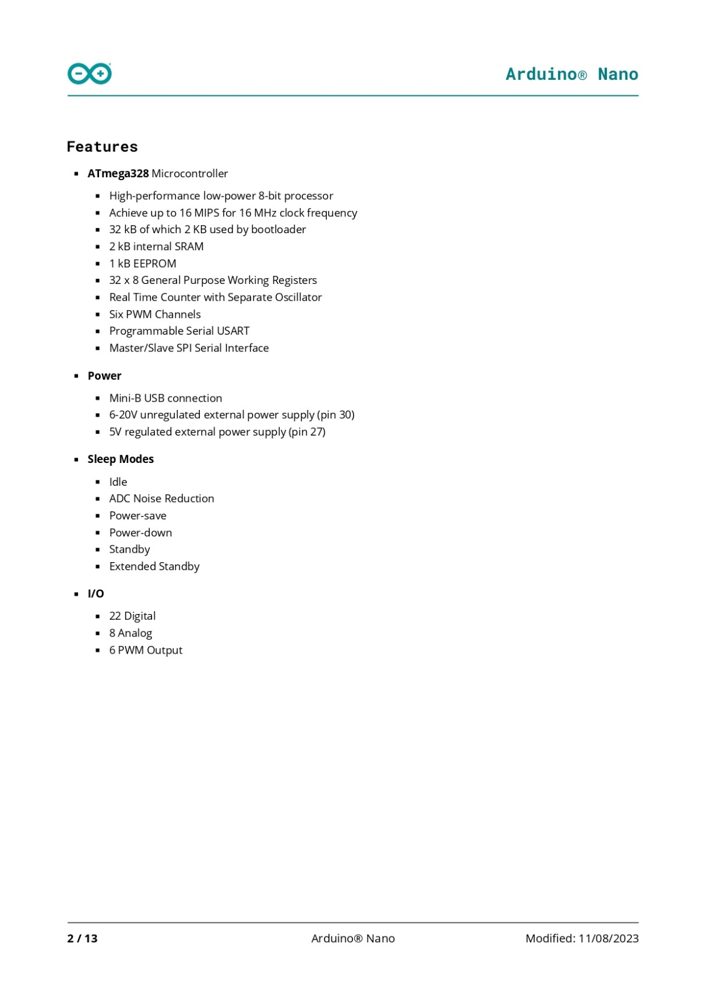 Arduino® Nano
Features
▪ ATmega328 Microcontroller
▪ High-performance low-power 8-bit processor
▪ Achieve up to 16 MIPS for 16 MHz clock frequency
▪ 32 kB of which 2 KB used by bootloader
▪ 2 kB internal SRAM
▪ 1 kB EEPROM
▪ 32 x 8 General Purpose Working Registers
▪ Real Time Counter with Separate Oscillator
▪ Six PWM Channels
▪ Programmable Serial USART
▪ Master/Slave SPI Serial Interface
▪ Power
▪ Mini-B USB connection
▪ 6-20V unregulated external power supply (pin 30)
▪ 5V regulated external power supply (pin 27)
▪ Sleep Modes
▪ Idle
▪ ADC Noise Reduction
▪ Power-save
▪ Power-down
▪ Standby
▪ Extended Standby
▪ I/O
▪ 22 Digital
▪ 8 Analog
▪ 6 PWM Output
2 / 13 Arduino® Nano Modified: 11/08/2023